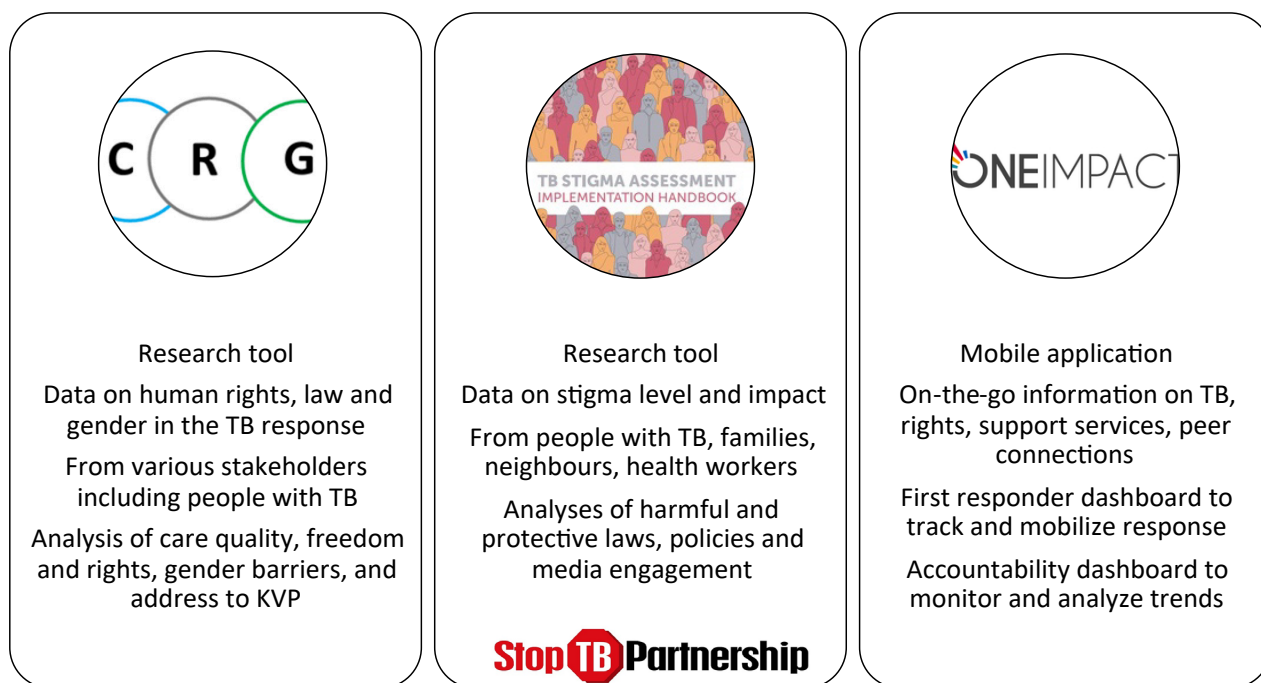 C R G
Research tool
Data on human rights, law and
gender in the TB response
From various stakeholders
including people with TB
Analysis of care quality, freedom
and rights, gender barriers, and
address to KVP
TB STIGMA ASSESSMENT
IMPLEMENTATION HANDBOOK
Research tool
Data on stigma level and impact
From people with TB, families,
neighbours, health workers
Analyses of harmful and
protective laws, policies and
media engagement
Stop TB Partnership
ONEIMPACT
Mobile application
On-the-go information on TB,
rights, support services, peer
connections
First responder dashboard to
track and mobilize response
Accountability dashboard to
monitor and analyze trends